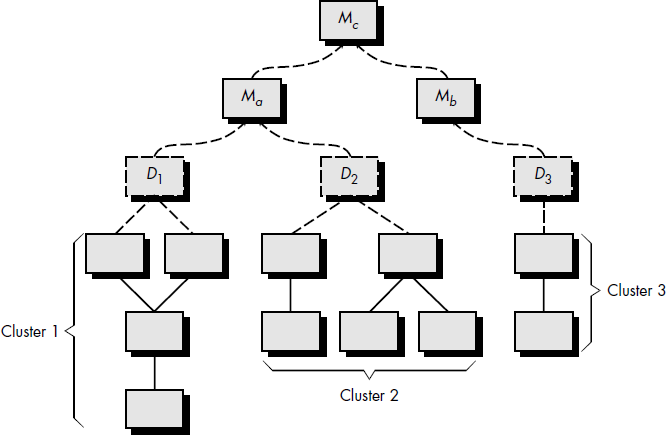 Mc
Ma
Mb
D1
D2
D3
Cluster 1
Cluster 2
Cluster 3